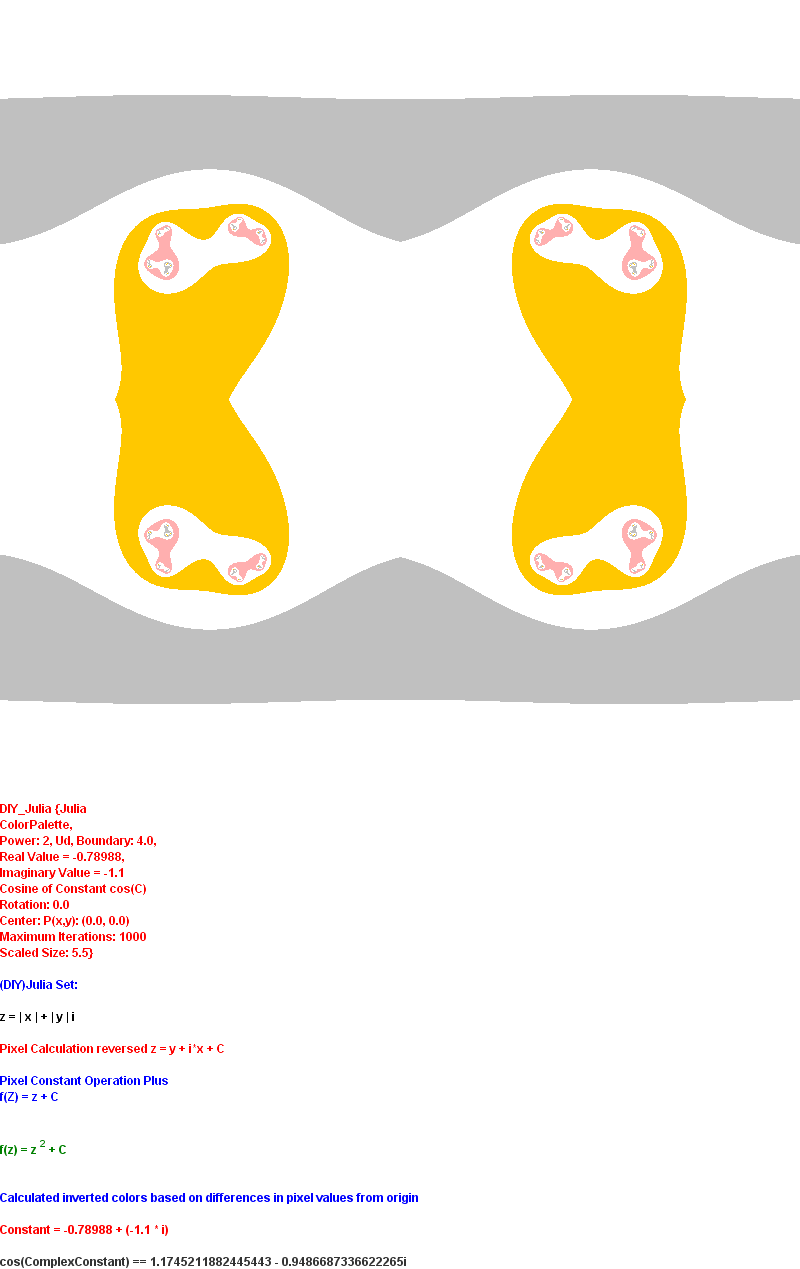 DIY_Julia {Julia
ColorPalette,
Power: 2, Ud, Boundary: 4.0,
Real Value = -0.78988,
Imaginary Value = -1.1
Cosine of Constant cos(C)
Rotation: 0.0
Center: P(x,y): (0.0, 0.0)
Maximum Iterations: 1000
Scaled Size: 5.5}
(DIY)Julia Set:
z = | x | + | y | i
Pixel Calculation reversed z = y + i*x + C
Pixel Constant Operation Plus
f(Z) = z + C
f(z) = z 2 + C
Calculated inverted colors based on differences in pixel values from origin
Constant = -0.78988 + (-1.1 * i)
cos(ComplexConstant) == 1.1745211882445443 - 0.9486687336622265i